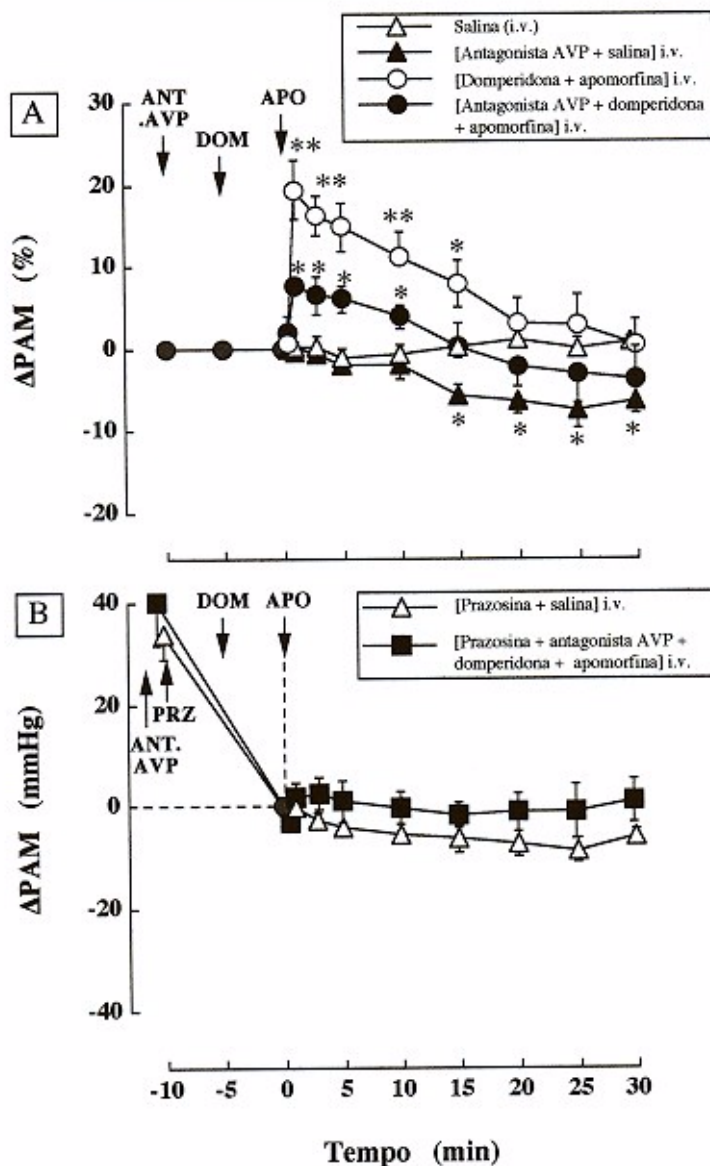 Salina (i.v.)
[Antagonista AVP + salina] i.v.
[Domperidona + apomorfina] i.v.
[Antagonista AVP + domperidona
+ apomorfina] i.v.
A
ANT
.AVP
DOM
APO
30
20
10
0
-10
-20
ΔPAM (%)
**
**
**
*
*
*
*
*
*
*
*
*
B
DOM
APO
[Prazosina + salina] i.v.
[Prazosina + antagonista AVP +
domperidona + apomorfina] i.v.
PRZ
ANT.
AVP
40
20
0
-20
-40
ΔPAM (mmHg)
-10 -5 0 5 10 15 20 25 30
Tempo (min)